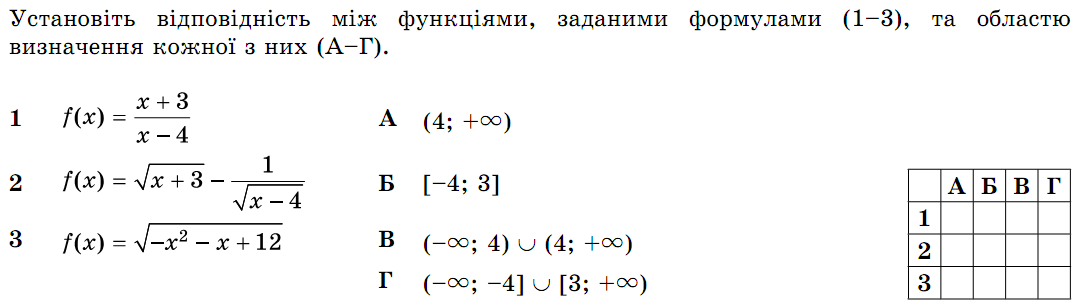 Установіть відповідність між функціями, заданими формулами (1–3), та областю
визначення кожної з них (А–Г).
1 f(x) = (x + 3)/(x − 4) А (4; +∞)
2 f(x) = √(x + 3) − 1/√(x − 4) Б [−4; 3]
3 f(x) = √(−x² − x + 12) В (−∞; 4) ∪ (4; +∞)
Г (−∞; −4] ∪ [3; +∞)
А Б В Г
1
2
3